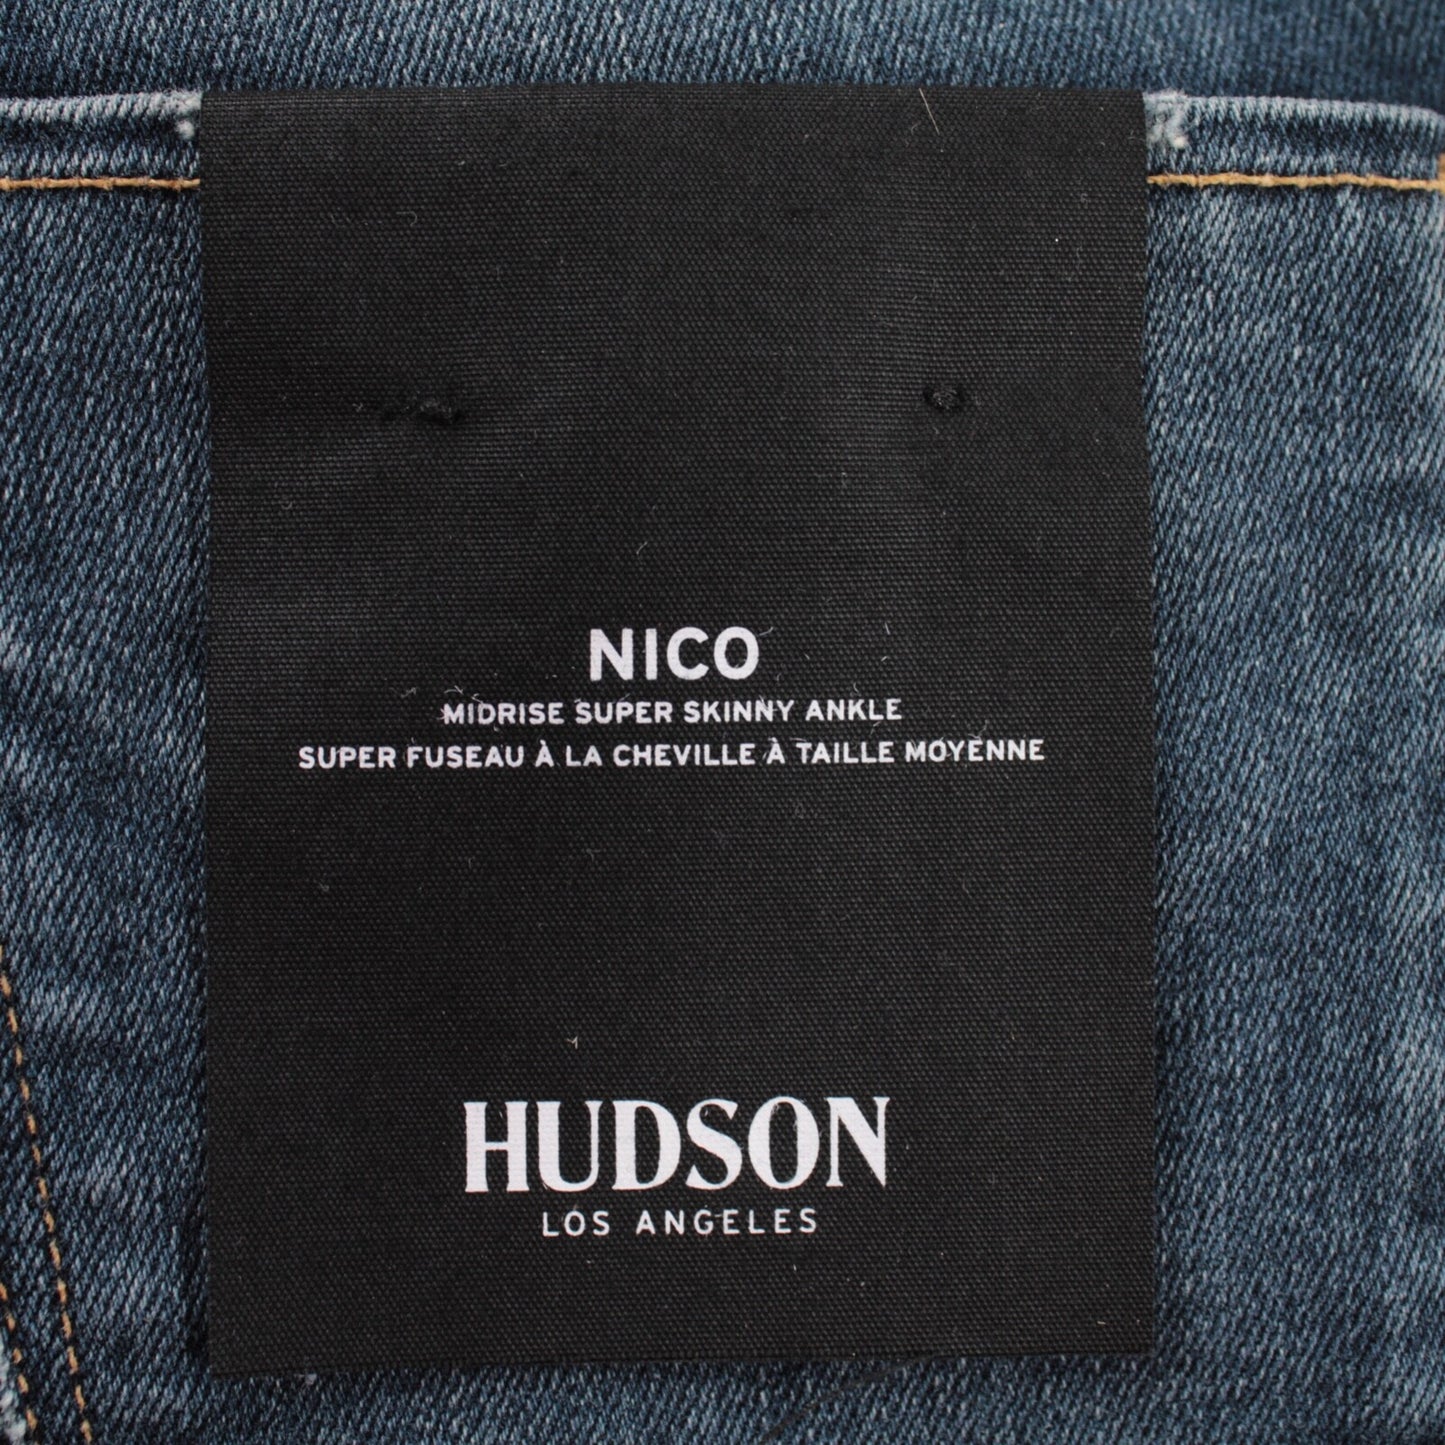 NICO
MIDRISE SUPER SKINNY ANKLE
SUPER FUSEAU À LA CHEVILLE À TAILLE MOYENNE
HUDSON
LOS ANGELES